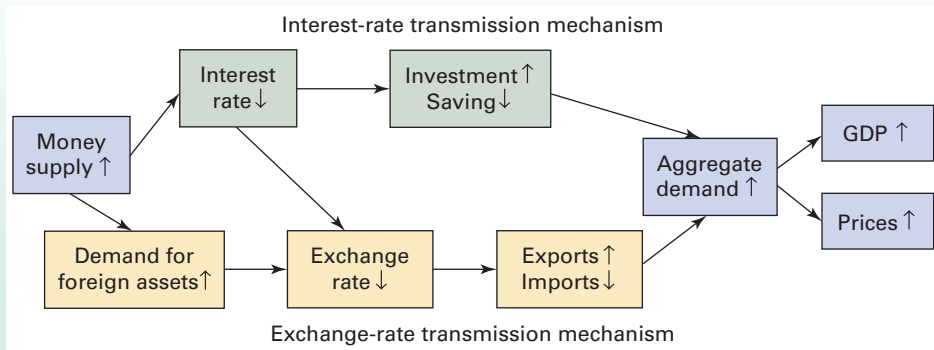 Interest-rate transmission mechanism
Interest
rate ↓
Investment ↑
Saving ↓
Money
supply ↑
Aggregate
demand ↑
GDP ↑
Prices ↑
Demand for
foreign assets ↑
Exchange
rate ↓
Exports ↑
Imports ↓
Exchange-rate transmission mechanism